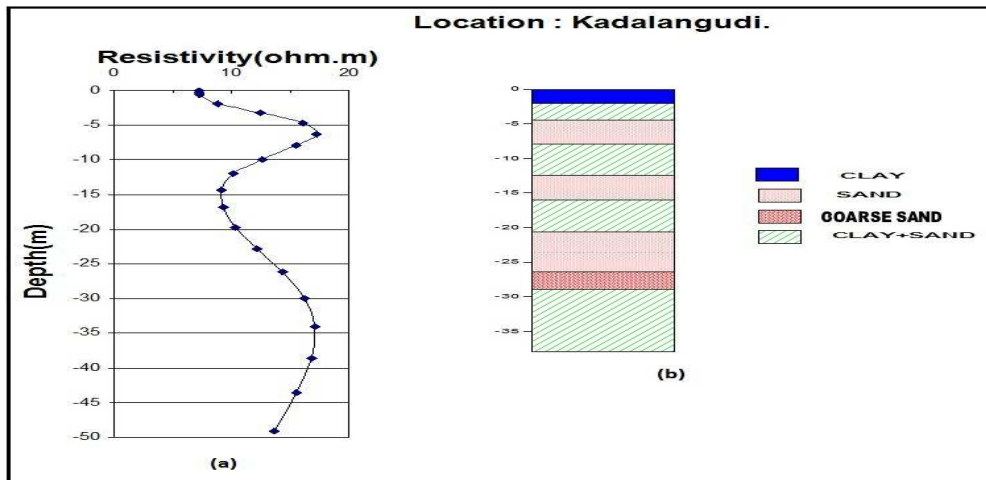 Location : Kadalangudi.
Resistivity(ohm.m)
0 10 20
Depth(m)
0
-5
-10
-15
-20
-25
-30
-35
-40
-45
-50
(a)
0
-5
-10
-15
-20
-25
-30
-35
(b)
CLAY
SAND
GOARSE SAND
CLAY+SAND